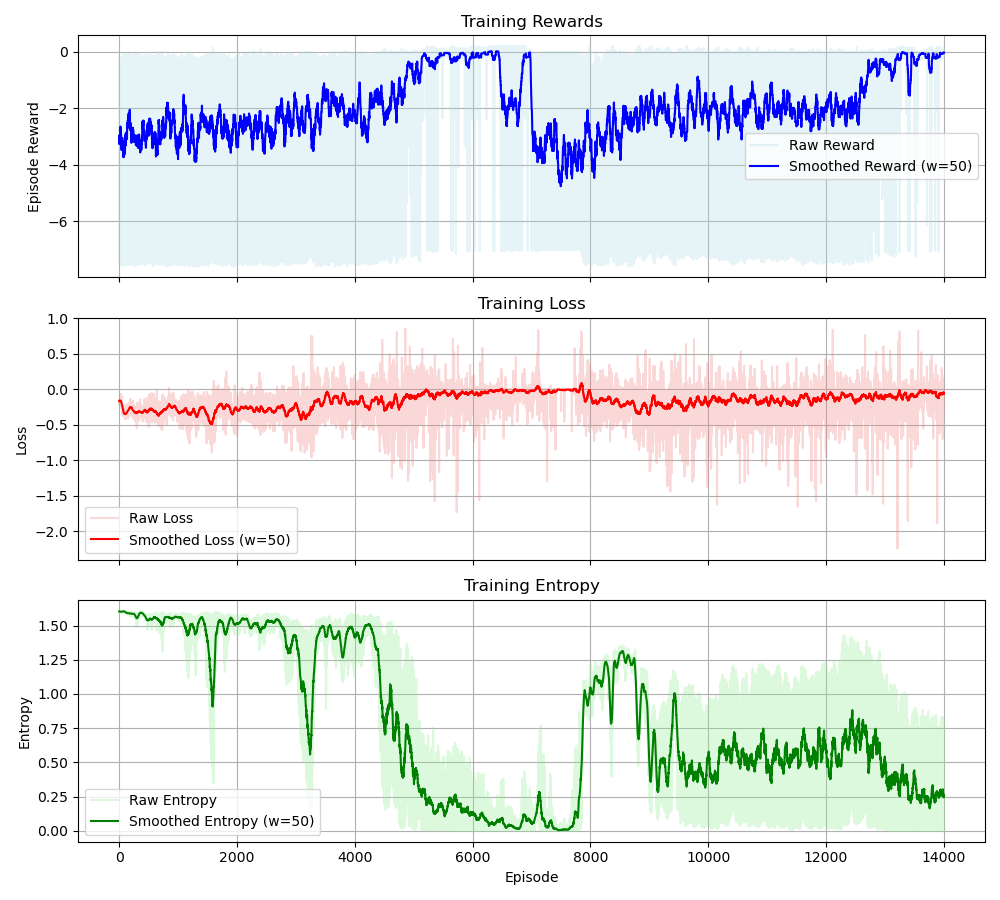 Training Rewards
0
−2
−4
−6
Episode Reward
Raw Reward
Smoothed Reward (w=50)
Training Loss
1.0
0.5
0.0
−0.5
−1.0
−1.5
−2.0
Loss
Raw Loss
Smoothed Loss (w=50)
Training Entropy
1.50
1.25
1.00
0.75
0.50
0.25
0.00
Entropy
Raw Entropy
Smoothed Entropy (w=50)
0 2000 4000 6000 8000 10000 12000 14000
Episode